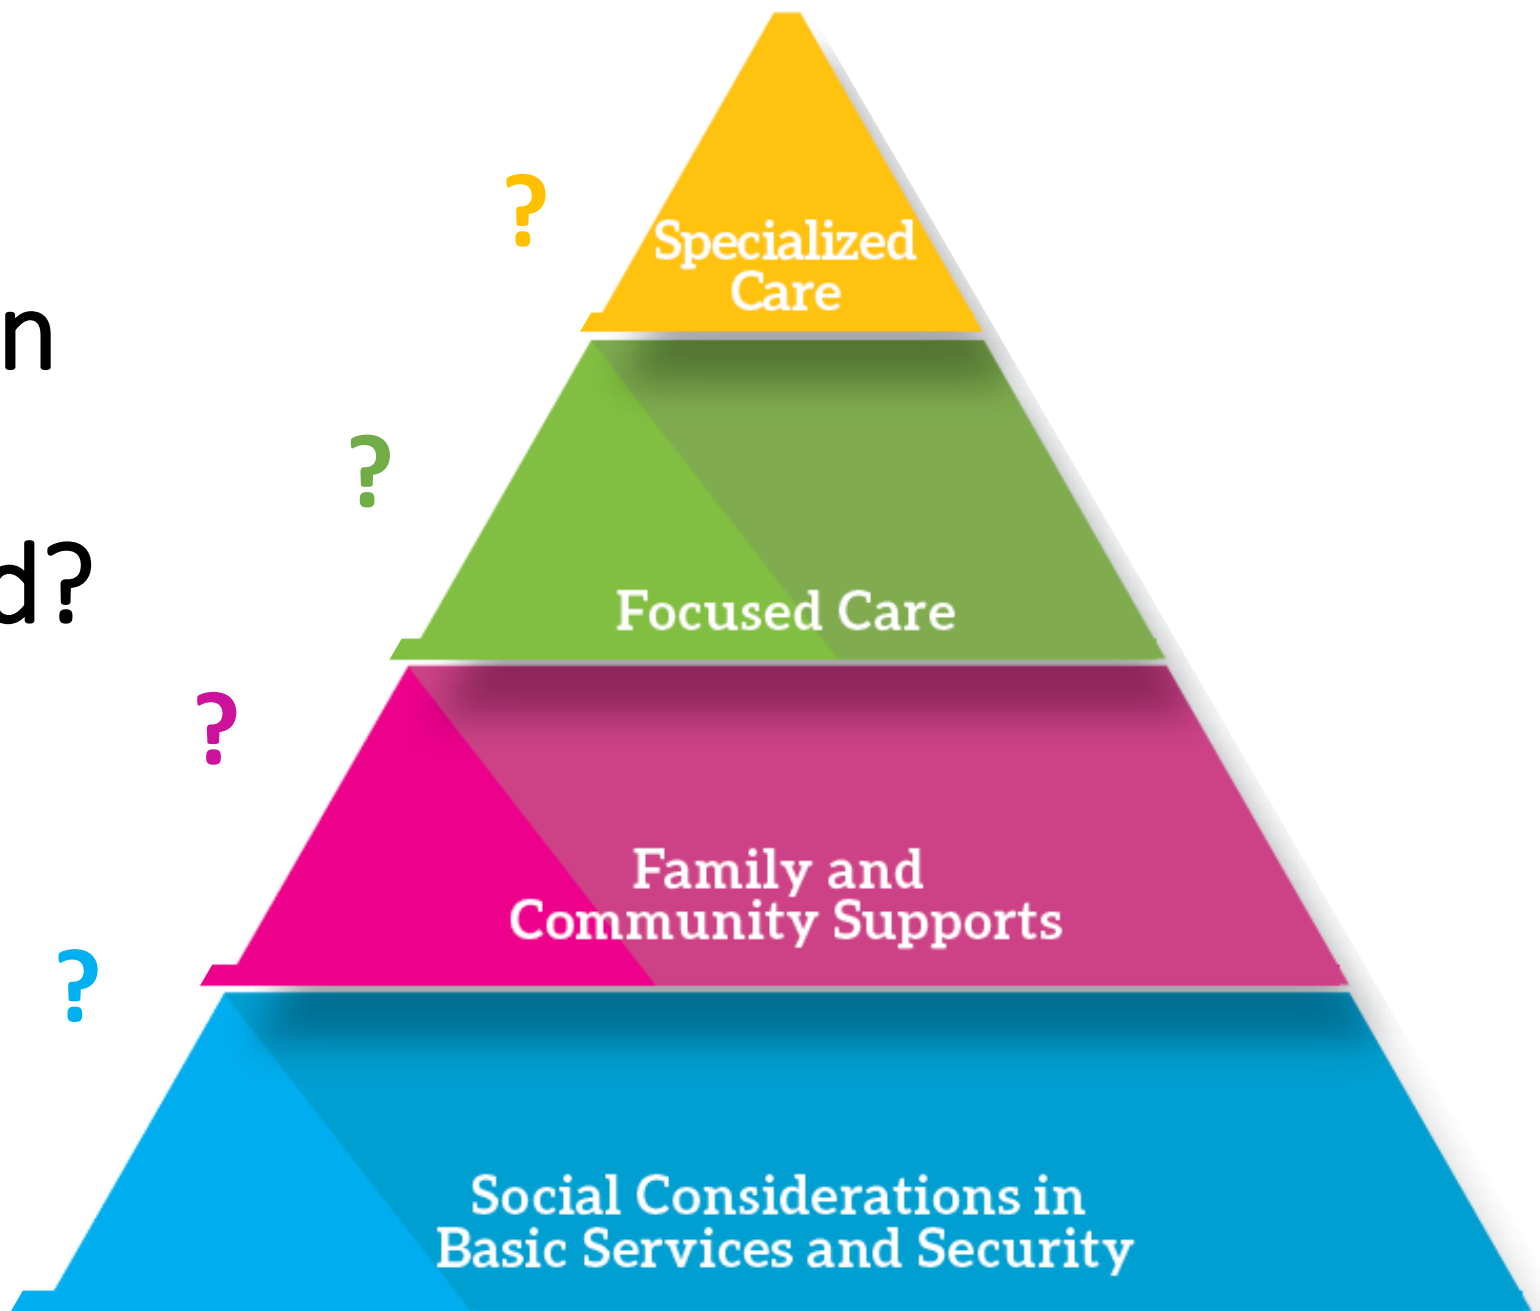 ?
Specialized
Care
n
?
d?
Focused Care
?
Family and
Community Supports
?
Social Considerations in
Basic Services and Security